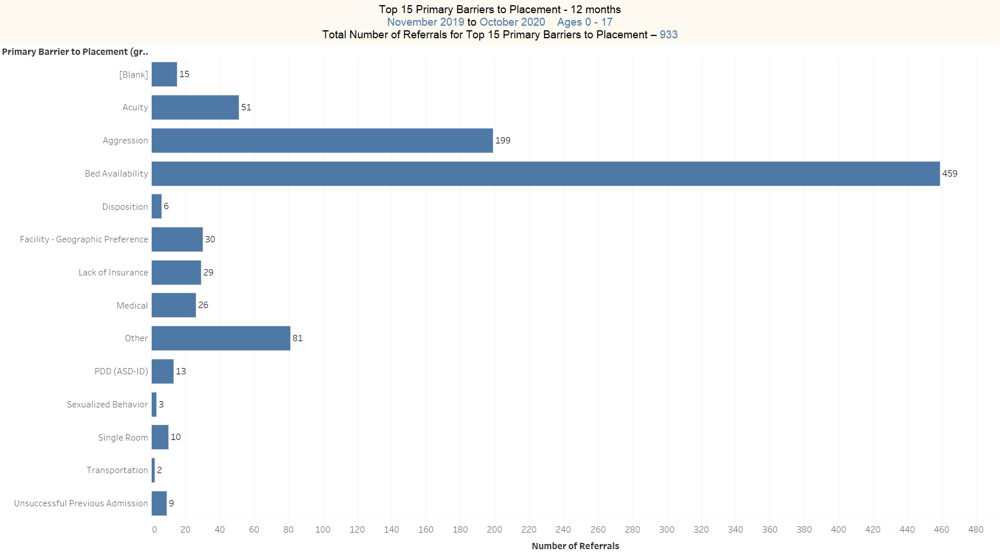 Top 15 Primary Barriers to Placement - 12 months
November 2019 to October 2020 Ages 0 - 17
Total Number of Referrals for Top 15 Primary Barriers to Placement – 933
Primary Barrier to Placement (gr..
[Blank] 15
Acuity 51
Aggression 199
Bed Availability 459
Disposition 6
Facility - Geographic Preference 30
Lack of Insurance 29
Medical 26
Other 81
PDD (ASD-ID) 13
Sexualized Behavior 3
Single Room 10
Transportation 2
Unsuccessful Previous Admission 9
0 20 40 60 80 100 120 140 160 180 200 220 240 260 280 300 320 340 360 380 400 420 440 460 480
Number of Referrals